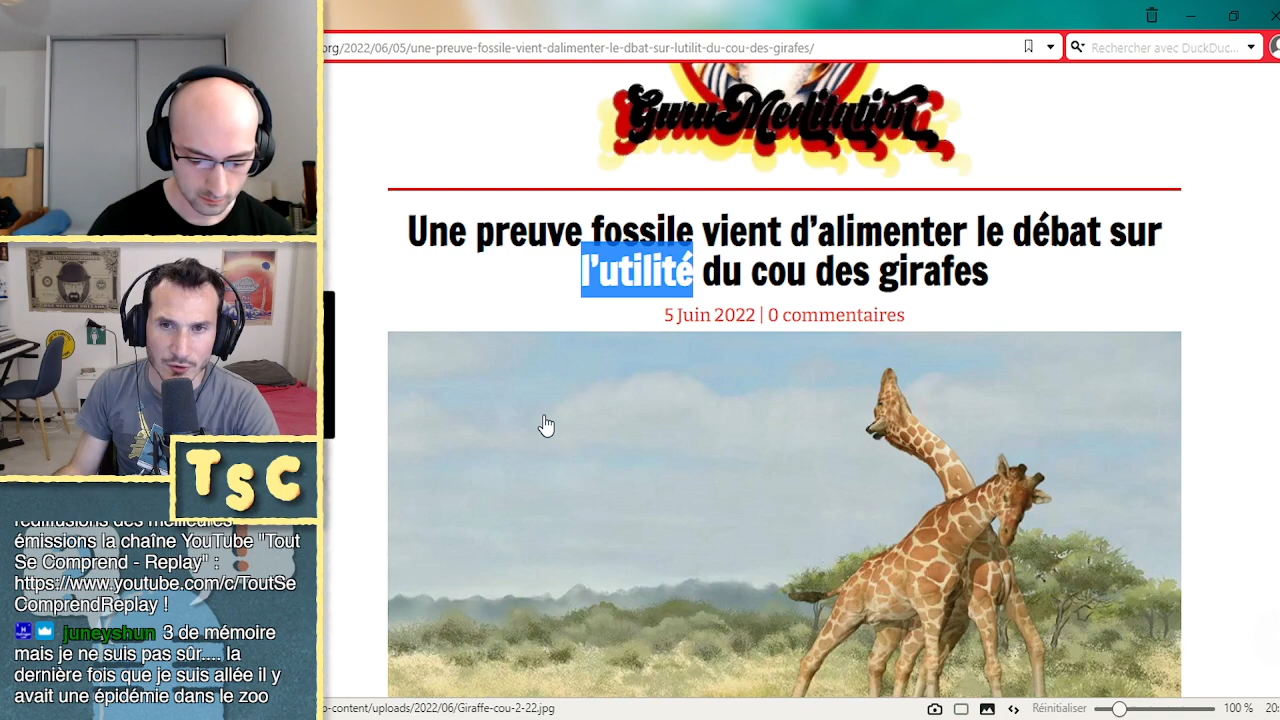 org/2022/06/05/une-preuve-fossile-vient-dalimenter-le-dbat-sur-lutilit-du-cou-des-girafes/
Rechercher avec DuckDuc...
Guru Meditation
Une preuve fossile vient d’alimenter le débat sur
l’utilité du cou des girafes
5 Juin 2022 | 0 commentaires
TSC
rediffusions des meilleures
émissions la chaîne YouTube "Tout
Se Comprend - Replay" :
https://www.youtube.com/c/ToutSe
ComprendReplay !
juneyshun 3 de mémoire
mais je ne suis pas sûr.... la
dernière fois que je suis allée il y
avait une épidémie dans le zoo
-content/uploads/2022/06/Giraffe-cou-2-22.jpg
Réinitialiser
100 %
20: